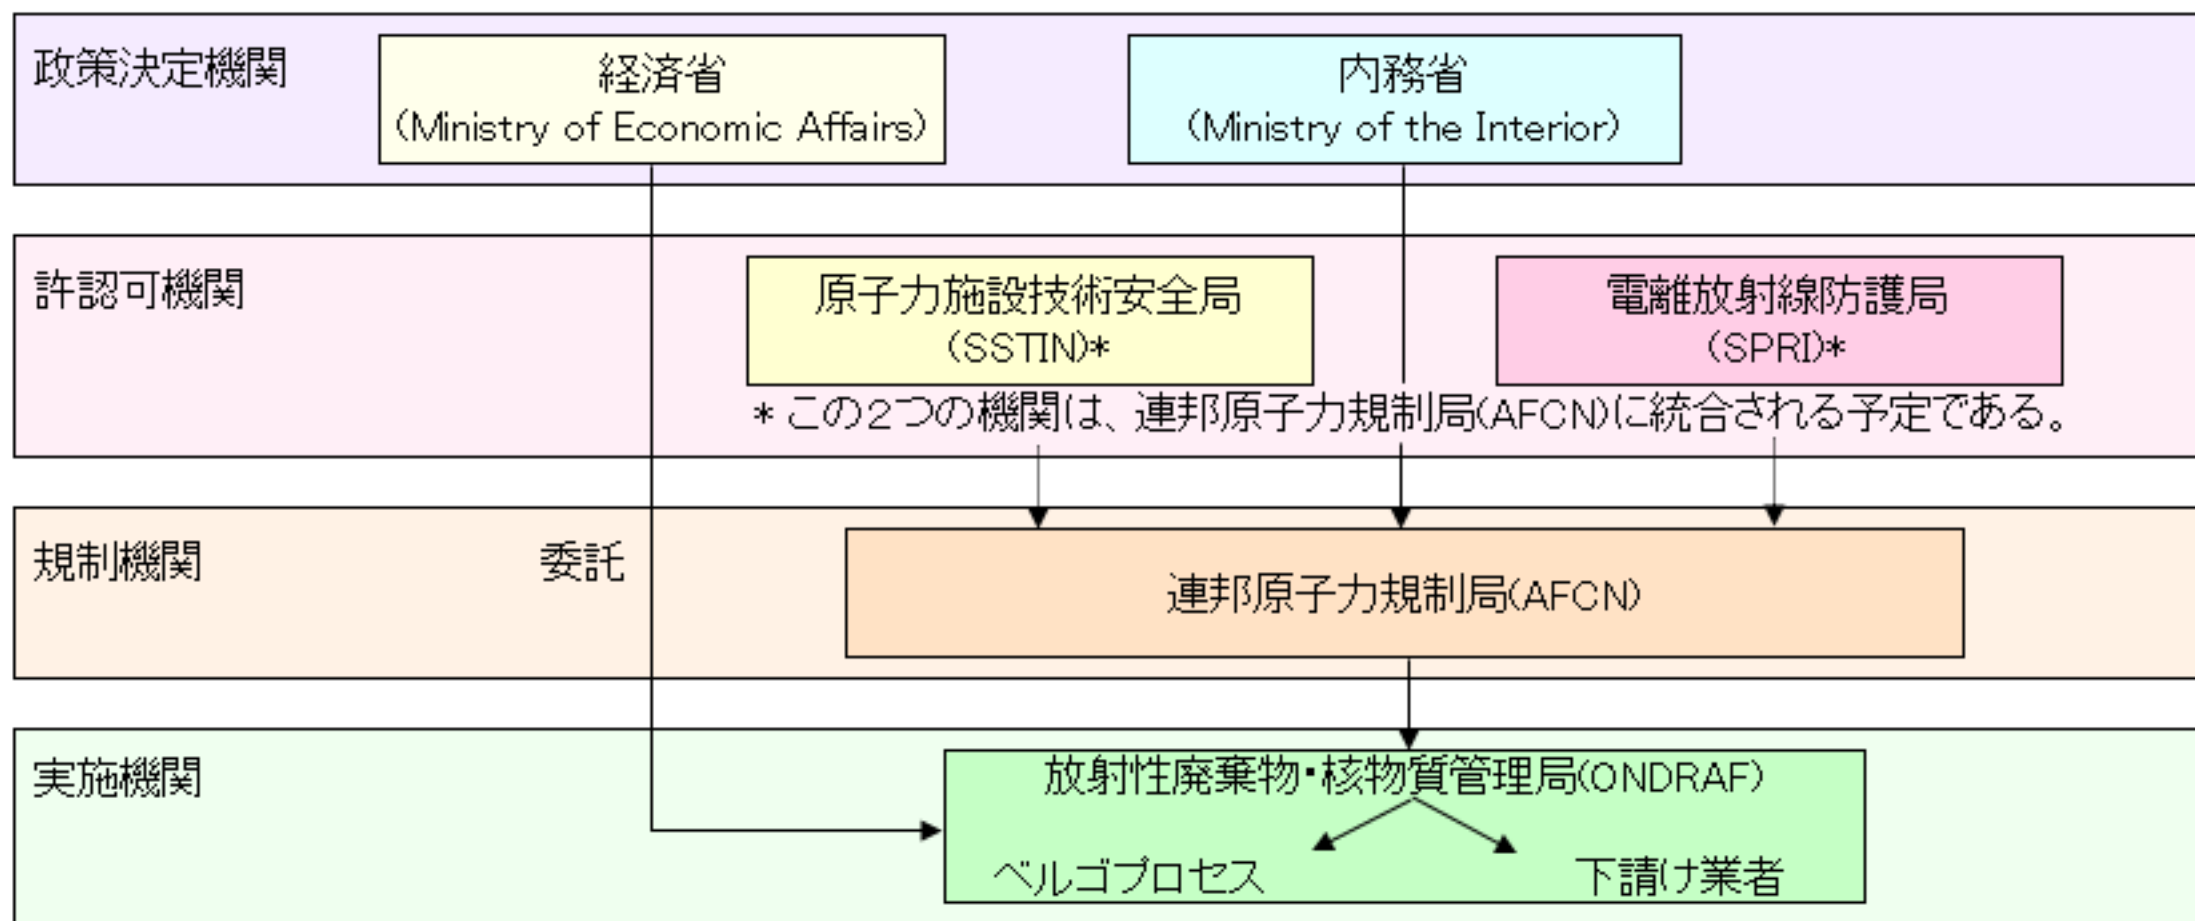 政策決定機関
経済省
(Ministry of Economic Affairs)
内務省
(Ministry of the Interior)
許認可機関
原子力施設技術安全局
(SSTIN)*
電離放射線防護局
(SPRI)*
*この2つの機関は、連邦原子力規制局(AFCN)に統合される予定である。
規制機関
委託
連邦原子力規制局(AFCN)
実施機関
放射性廃棄物・核物質管理局(ONDRAF)
ベルゴプロセス
下請け業者